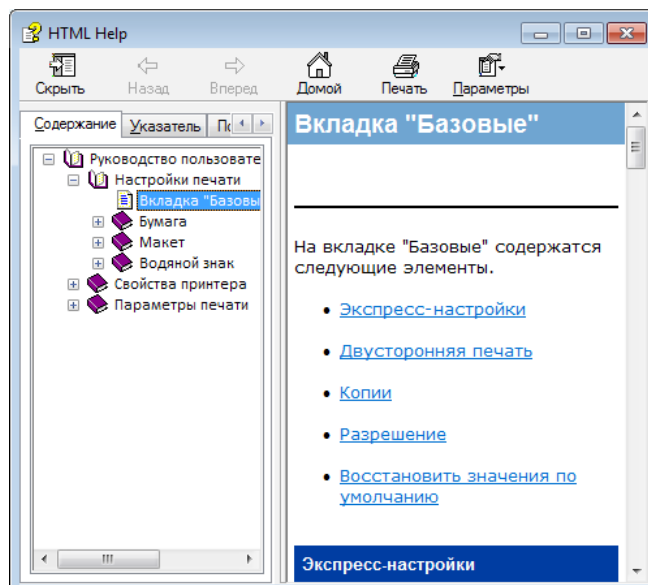 HTML Help
Скрыть Назад Вперед Домой Печать Параметры
Содержание Указатель
Руководство пользовате
Настройки печати
Вкладка "Базовы
Бумага
Макет
Водяной знак
Свойства принтера
Параметры печати
Вкладка "Базовые"
На вкладке "Базовые" содержатся
следующие элементы.
• Экспресс-настройки
• Двусторонняя печать
• Копии
• Разрешение
• Восстановить значения по
умолчанию
Экспресс-настройки